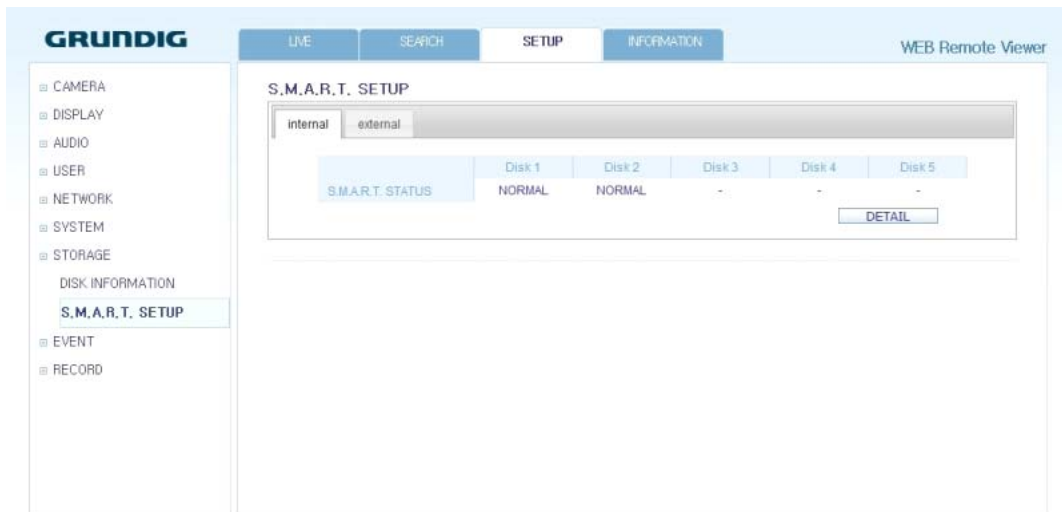 GRUNDIG
LIVE SEARCH SETUP INFORMATION
WEB Remote Viewer
CAMERA
DISPLAY
AUDIO
USER
NETWORK
SYSTEM
STORAGE
DISK INFORMATION
S.M.A.R.T. SETUP
EVENT
RECORD
S.M.A.R.T. SETUP
internal external
Disk 1 Disk 2 Disk 3 Disk 4 Disk 5
S.M.A.R.T. STATUS NORMAL NORMAL - - -
DETAIL